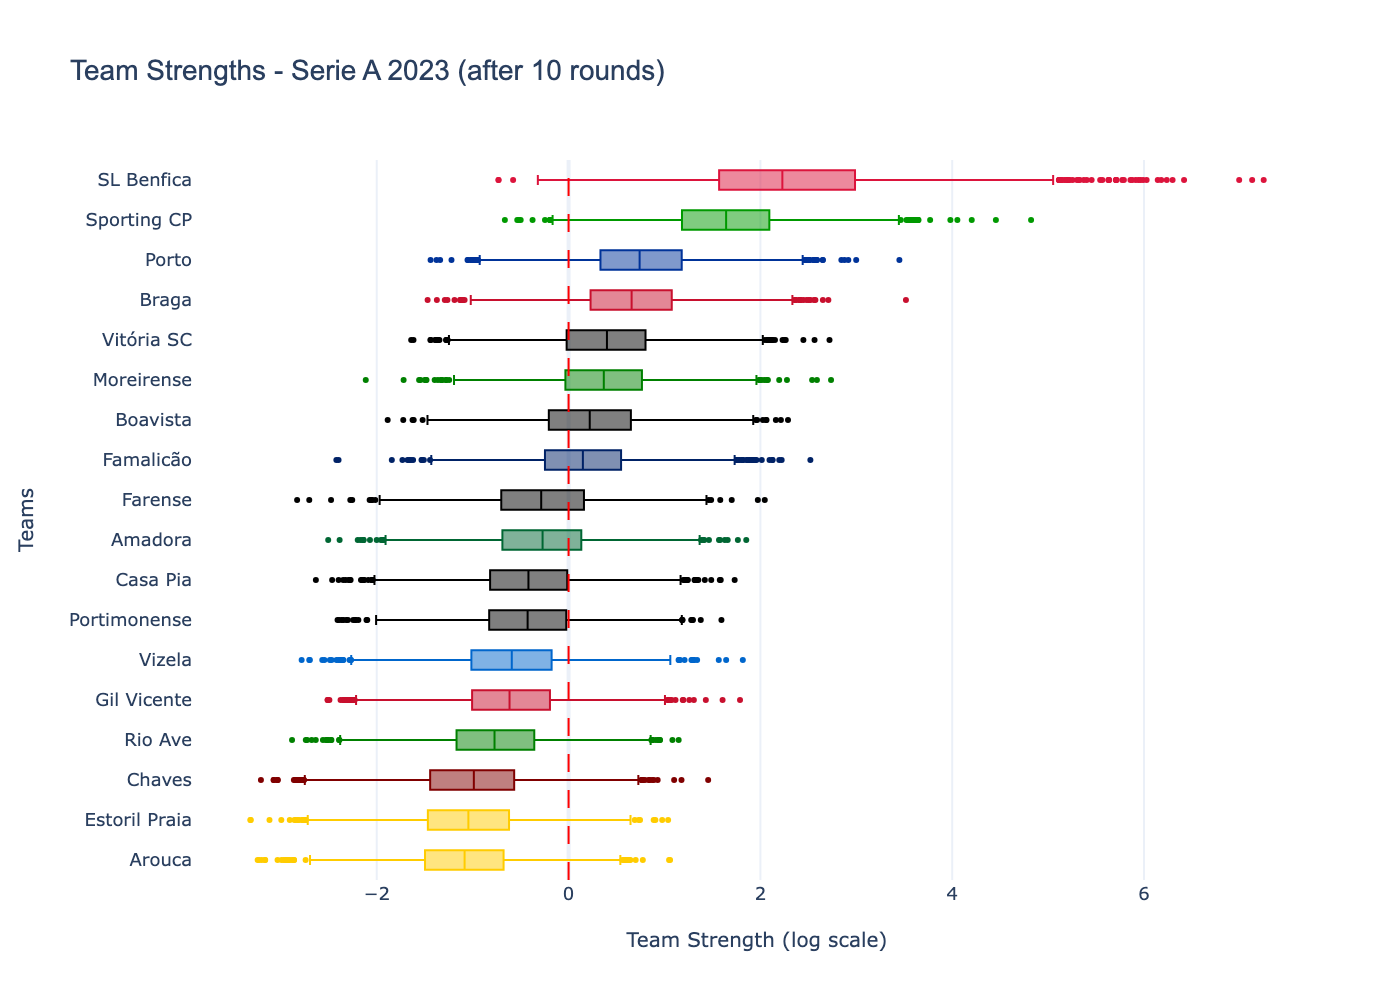 Team Strengths - Serie A 2023 (after 10 rounds)
SL Benfica
Sporting CP
Porto
Braga
Vitória SC
Moreirense
Boavista
Famalicão
Farense
Amadora
Casa Pia
Portimonense
Vizela
Gil Vicente
Rio Ave
Chaves
Estoril Praia
Arouca
Teams
−2 0 2 4 6
Team Strength (log scale)